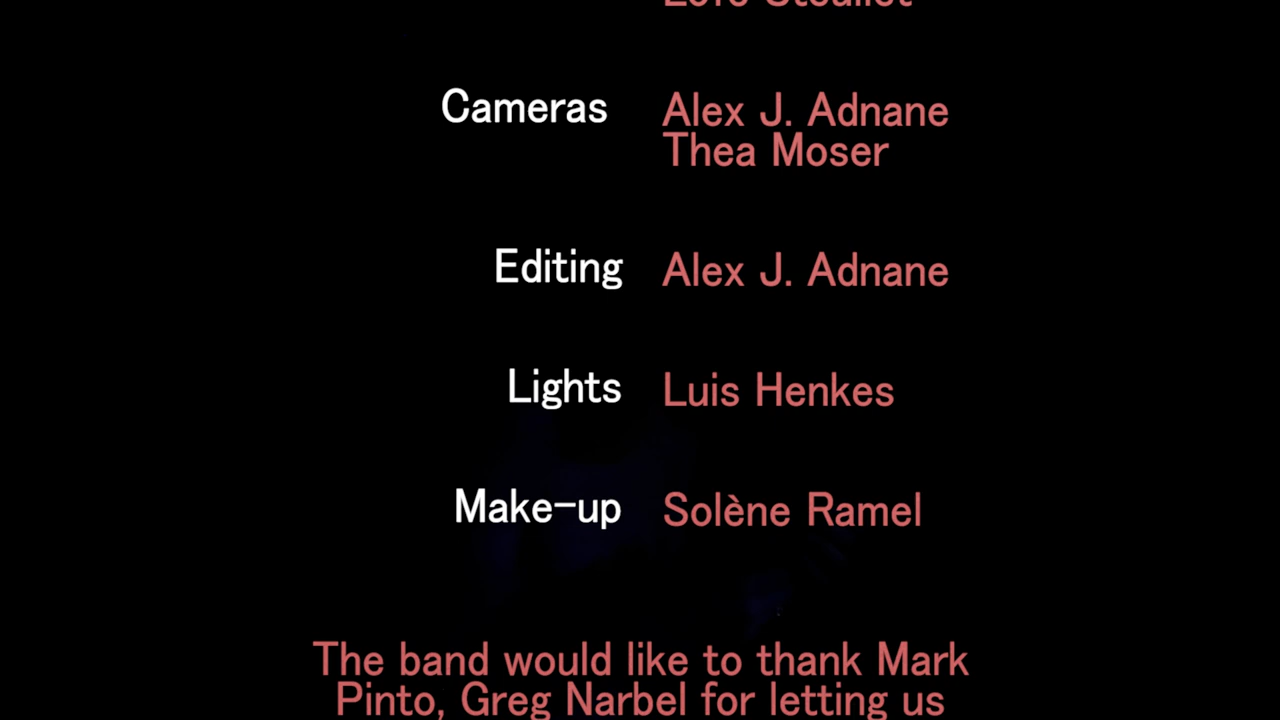 Cameras Alex J. Adnane
Thea Moser
Editing Alex J. Adnane
Lights Luis Henkes
Make-up Solène Ramel
The band would like to thank Mark
Pinto, Greg Narbel for letting us